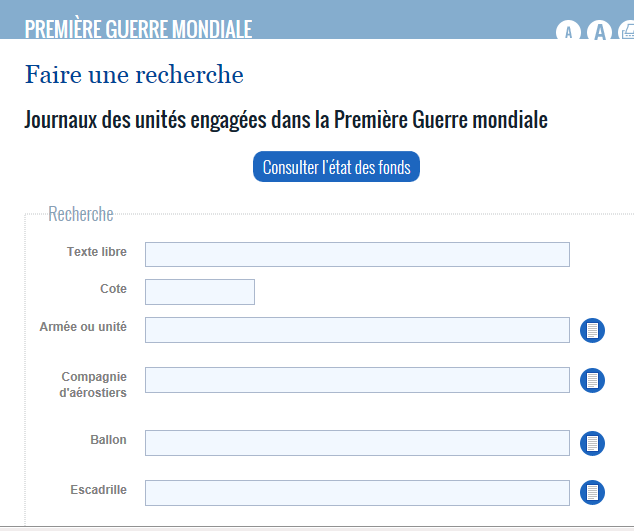 PREMIÈRE GUERRE MONDIALE
A A
Faire une recherche
Journaux des unités engagées dans la Première Guerre mondiale
Consulter l'état des fonds
Recherche
Texte libre
Cote
Armée ou unité
Compagnie
d'aérostiers
Ballon
Escadrille